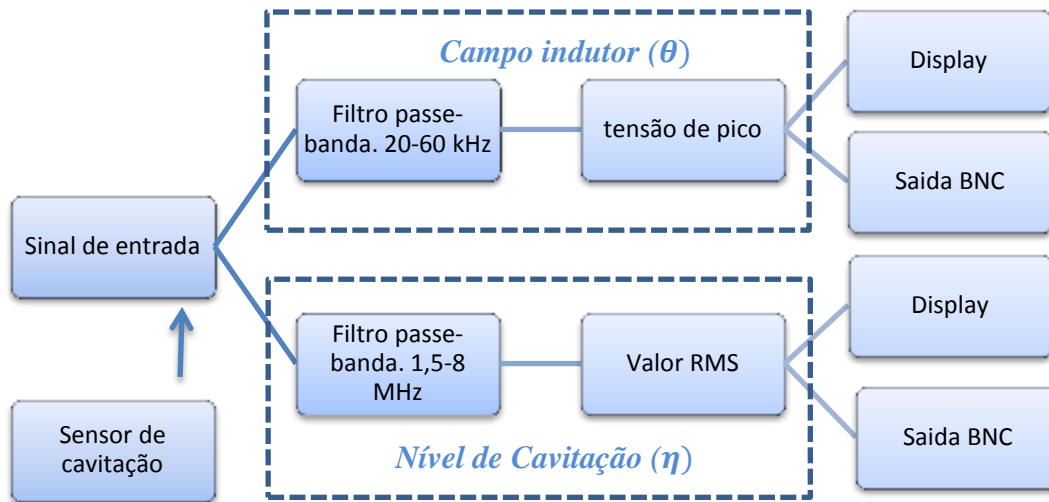 Campo indutor (θ)
Filtro passe-
banda. 20-60 kHz
tensão de pico
Display
Saida BNC
Sinal de entrada
Sensor de
cavitação
Filtro passe-
banda. 1,5-8
MHz
Valor RMS
Display
Saida BNC
Nível de Cavitação (η)